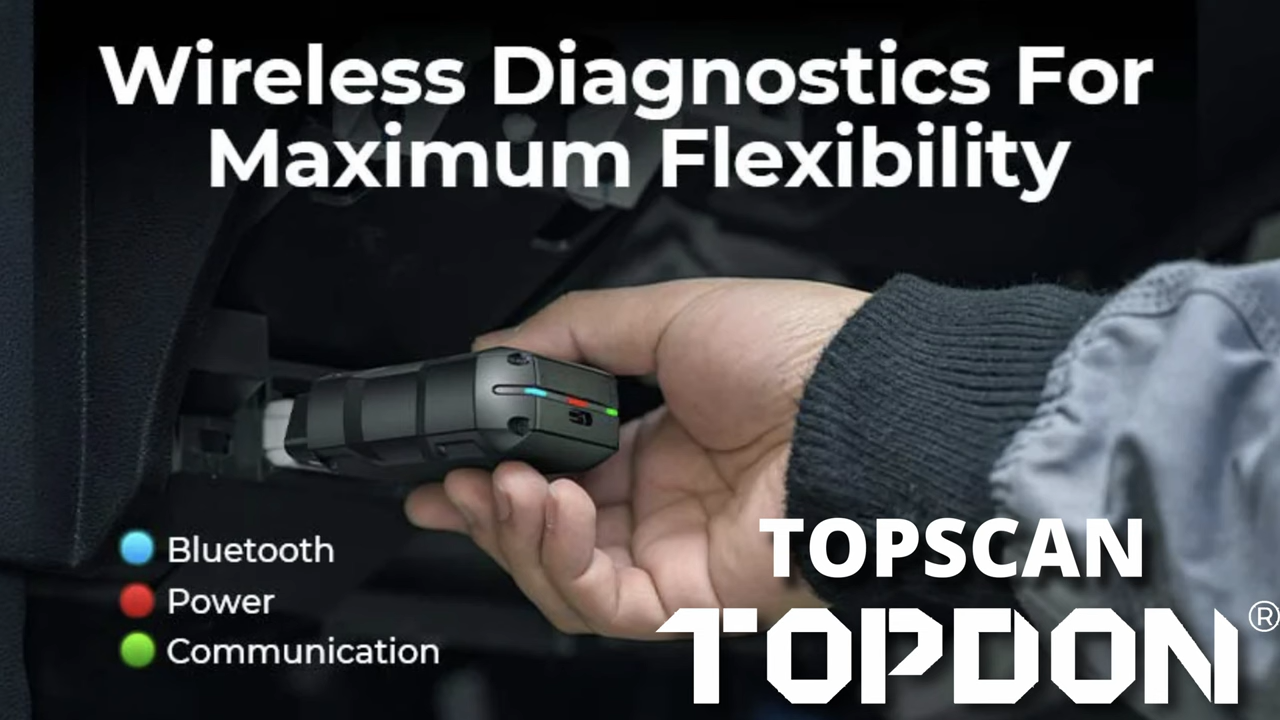 Wireless Diagnostics For
Maximum Flexibility
Bluetooth
Power
Communication
TOPSCAN
TOPDON®